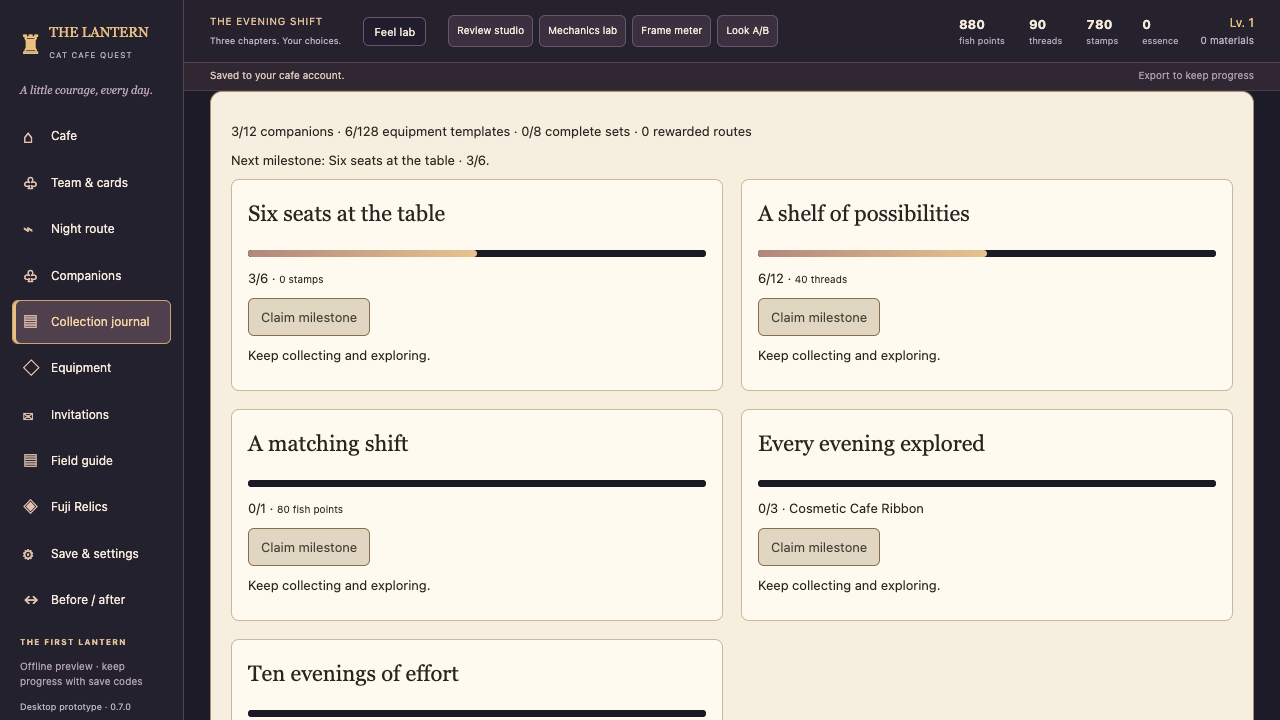 THE LANTERN
CAT CAFE QUEST
A little courage, every day.
Cafe
Team & cards
Night route
Companions
Collection journal
Equipment
Invitations
Field guide
Fuji Relics
Save & settings
Before / after
THE FIRST LANTERN
Offline preview · keep
progress with save codes
Desktop prototype · 0.7.0
THE EVENING SHIFT
Three chapters. Your choices.
Feel lab
Review studio
Mechanics lab
Frame meter
Look A/B
880
fish points
90
threads
780
stamps
0
essence
Lv. 1
0 materials
Saved to your cafe account.
Export to keep progress
3/12 companions · 6/128 equipment templates · 0/8 complete sets · 0 rewarded routes
Next milestone: Six seats at the table · 3/6.
Six seats at the table
3/6 · 0 stamps
Claim milestone
Keep collecting and exploring.
A shelf of possibilities
6/12 · 40 threads
Claim milestone
Keep collecting and exploring.
A matching shift
0/1 · 80 fish points
Claim milestone
Keep collecting and exploring.
Every evening explored
0/3 · Cosmetic Cafe Ribbon
Claim milestone
Keep collecting and exploring.
Ten evenings of effort